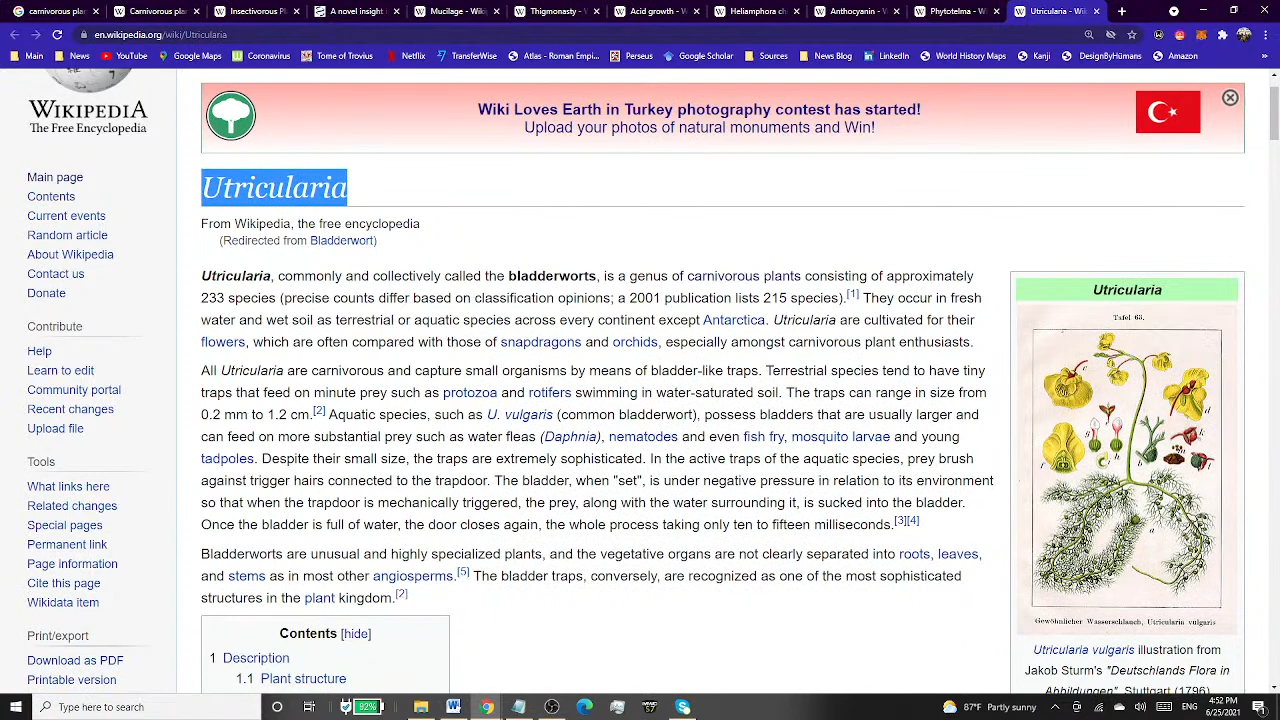 carnivorous plan
Carnivorous plan
Insectivorous Pl
A novel insight
Mucilage - Wiki
Thigmonasty - V
Acid growth - W
Heliamphora ch
Anthocyanin - W
Phytotelma - W
Utricularia - Wi
en.wikipedia.org/wiki/Utricularia
Main
News
YouTube
Google Maps
Coronavirus
Tome of Trovius
Netflix
TransferWise
Atlas - Roman Empi...
Perseus
Google Scholar
Sources
News Blog
LinkedIn
World History Maps
Kanji
DesignByHumans
Amazon
WIKIPEDIA
The Free Encyclopedia
Main page
Contents
Current events
Random article
About Wikipedia
Contact us
Donate
Contribute
Help
Learn to edit
Community portal
Recent changes
Upload file
Tools
What links here
Related changes
Special pages
Permanent link
Page information
Cite this page
Wikidata item
Print/export
Download as PDF
Printable version
Wiki Loves Earth in Turkey photography contest has started!
Upload your photos of natural monuments and Win!
Utricularia
From Wikipedia, the free encyclopedia
(Redirected from Bladderwort)
Utricularia, commonly and collectively called the bladderworts, is a genus of carnivorous plants consisting of approximately
233 species (precise counts differ based on classification opinions; a 2001 publication lists 215 species).[1] They occur in fresh
water and wet soil as terrestrial or aquatic species across every continent except Antarctica. Utricularia are cultivated for their
flowers, which are often compared with those of snapdragons and orchids, especially amongst carnivorous plant enthusiasts.
All Utricularia are carnivorous and capture small organisms by means of bladder-like traps. Terrestrial species tend to have tiny
traps that feed on minute prey such as protozoa and rotifers swimming in water-saturated soil. The traps can range in size from
0.2 mm to 1.2 cm.[2] Aquatic species, such as U. vulgaris (common bladderwort), possess bladders that are usually larger and
can feed on more substantial prey such as water fleas (Daphnia), nematodes and even fish fry, mosquito larvae and young
tadpoles. Despite their small size, the traps are extremely sophisticated. In the active traps of the aquatic species, prey brush
against trigger hairs connected to the trapdoor. The bladder, when "set", is under negative pressure in relation to its environment
so that when the trapdoor is mechanically triggered, the prey, along with the water surrounding it, is sucked into the bladder.
Once the bladder is full of water, the door closes again, the whole process taking only ten to fifteen milliseconds.[3][4]
Bladderworts are unusual and highly specialized plants, and the vegetative organs are not clearly separated into roots, leaves,
and stems as in most other angiosperms.[5] The bladder traps, conversely, are recognized as one of the most sophisticated
structures in the plant kingdom.[2]
Contents [hide]
1 Description
1.1 Plant structure
Utricularia
Tafel 63.
Gewöhnlicher Wasserschlauch, Utricularia vulgaris
Utricularia vulgaris illustration from
Jakob Sturm's "Deutschlands Flora in
Abbildungen", Stuttgart (1796)
Type here to search
92%
87°F Partly sunny
4:52 PM
6/25/2021